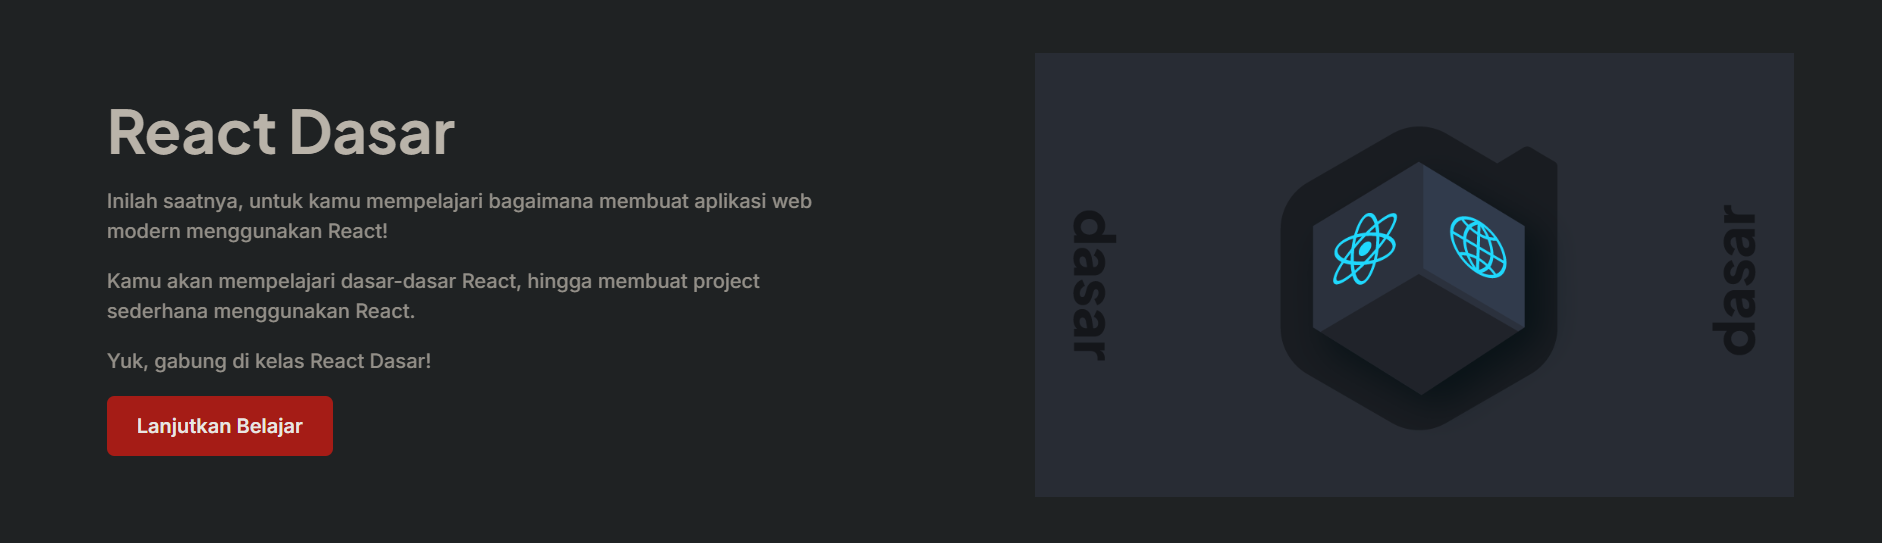 React Dasar
Inilah saatnya, untuk kamu mempelajari bagaimana membuat aplikasi web
modern menggunakan React!
Kamu akan mempelajari dasar-dasar React, hingga membuat project
sederhana menggunakan React.
Yuk, gabung di kelas React Dasar!
Lanjutkan Belajar
dasar
dasar